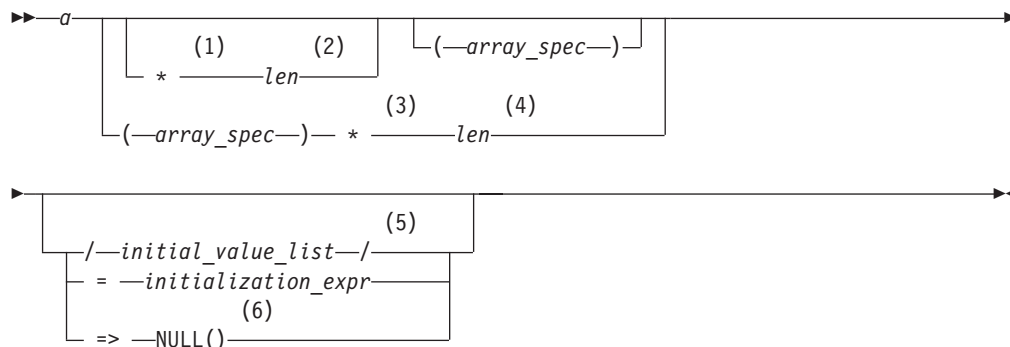 a
(1) (2) ( array_spec )
* len
(3) (4)
( array_spec ) * len
(5)
/ initial_value_list /
= initialization_expr
(6)
=> NULL()